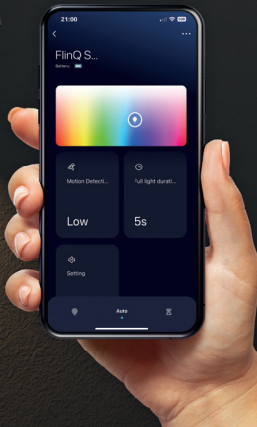 21:00
FlinQ S...
Battery
Motion Detecti...
Full light durati...
Low
5s
Setting
Auto